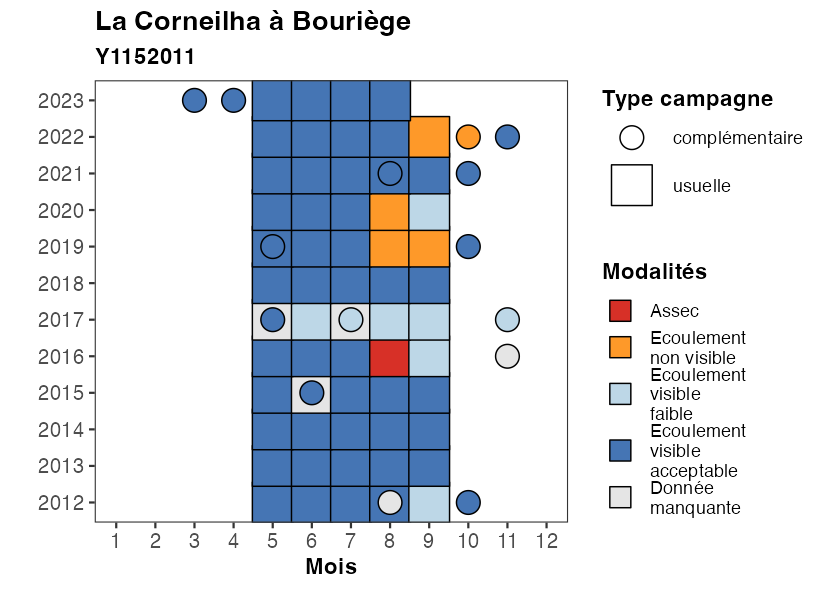 La Corneilha à Bouriège
Y1152011
2023
2022
2021
2020
2019
2018
2017
2016
2015
2014
2013
2012
1 2 3 4 5 6 7 8 9 10 11 12
Mois
Type campagne
complémentaire
usuelle
Modalités
Assec
Ecoulement
non visible
Ecoulement
visible
faible
Ecoulement
visible
acceptable
Donnée
manquante